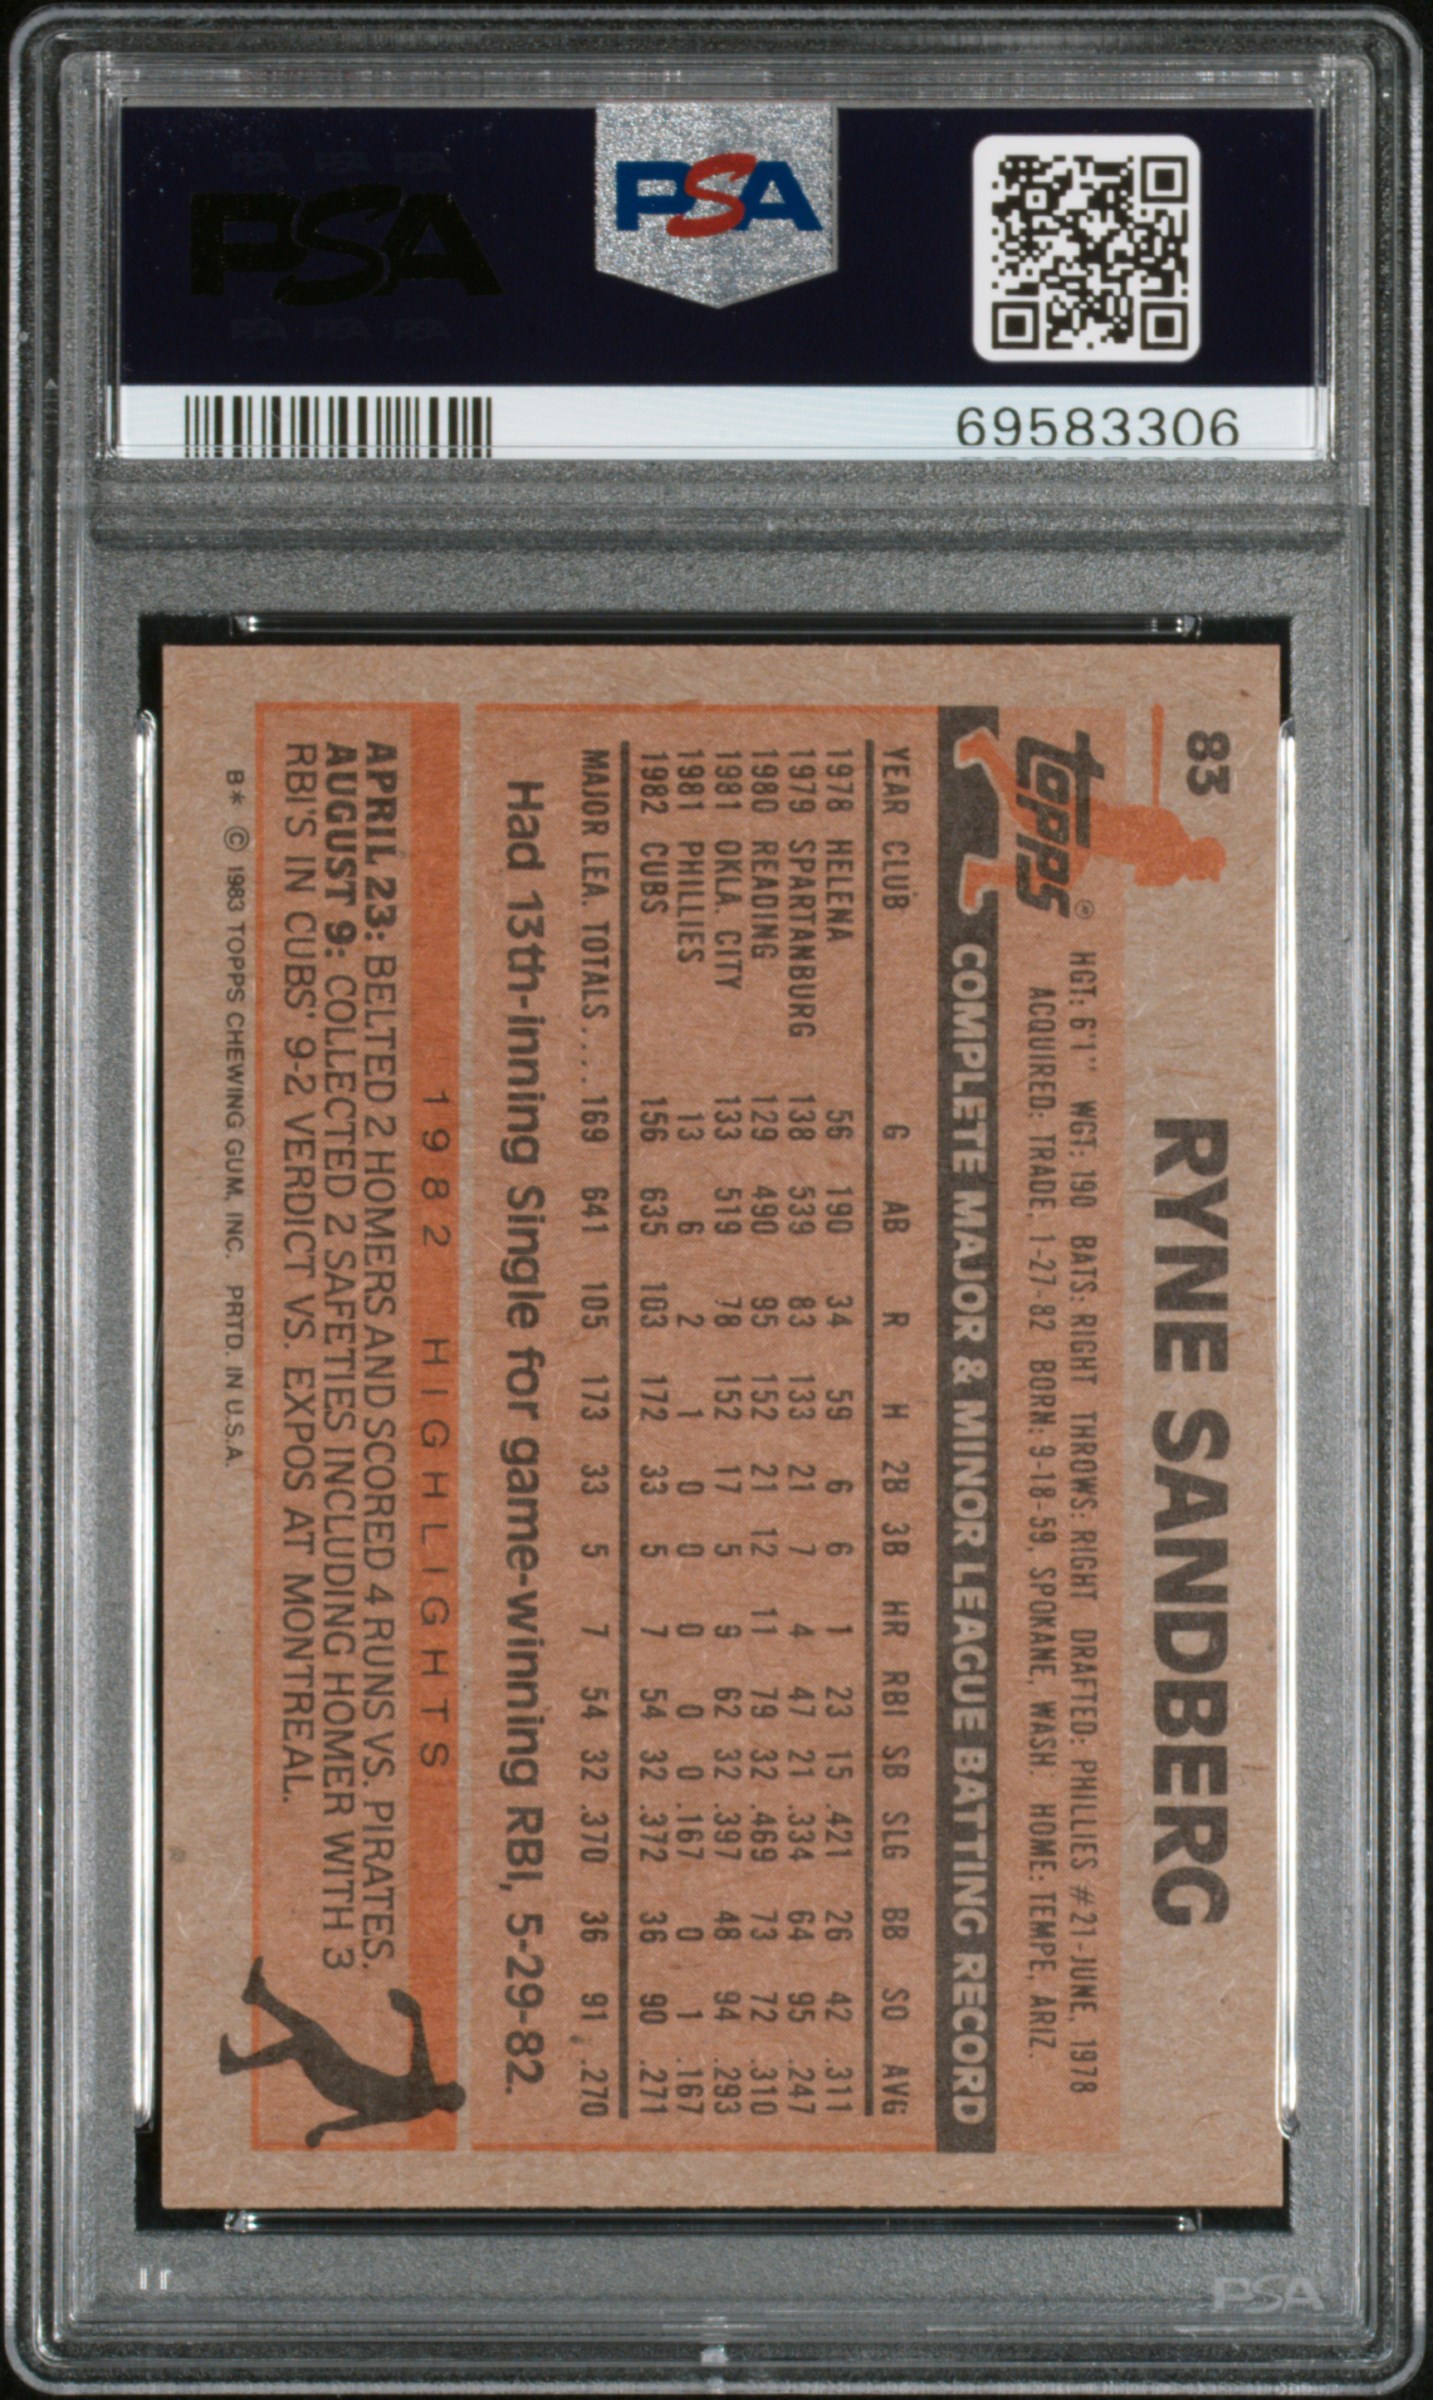 PSA
PSA
69583306
83
RYNE SANDBERG
TOPPS®
HGT: 6'1" WGT: 190 BATS: RIGHT THROWS: RIGHT DRAFTED: PHILLIES #21-JUNE, 1978
ACQUIRED: TRADE, 1-27-82 BORN: 9-18-59, SPOKANE, WASH. HOME: TEMPE, ARIZ.
COMPLETE MAJOR & MINOR LEAGUE BATTING RECORD
YEAR CLUB G AB R H 2B 3B HR RBI SB SLG BB SO AVG
1978 HELENA 56 190 34 59 6 6 1 23 15 .421 26 42 .311
1979 SPARTANBURG 138 539 83 133 21 7 4 47 21 .334 64 95 .247
1980 READING 129 490 95 152 21 12 11 79 32 .469 73 72 .310
1981 OKLA. CITY 133 519 78 152 17 5 9 62 32 .397 48 94 .293
1981 PHILLIES 13 6 2 1 0 0 0 0 0 .167 0 1 .167
1982 CUBS 156 635 103 172 33 5 7 54 32 .372 36 90 .271
MAJOR LEA. TOTALS.... 169 641 105 173 33 5 7 54 32 .370 36 91 .270
Had 13th-inning Single for game-winning RBI, 5-29-82.
1982 HIGHLIGHTS
APRIL 23: BELTED 2 HOMERS AND SCORED 4 RUNS VS. PIRATES.
AUGUST 9: COLLECTED 2 SAFETIES INCLUDING HOMER WITH 3
RBI'S IN CUBS' 9-2 VERDICT VS. EXPOS AT MONTREAL.
B* © 1983 TOPPS CHEWING GUM, INC. PRTD. IN U.S.A.
PSA